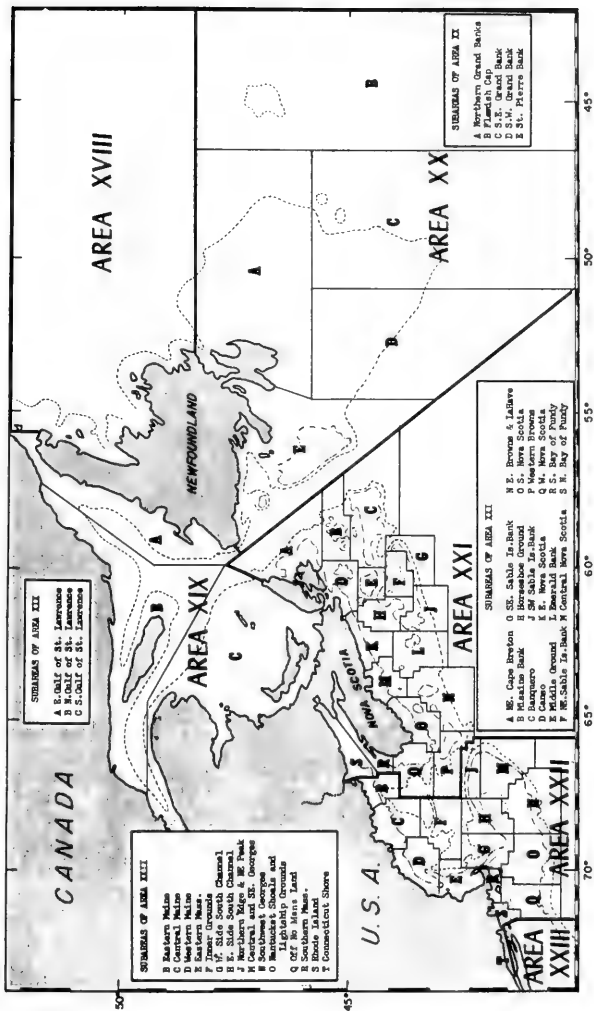 AREA XVIII
CANADA
SUBAREAS OF AREA XIX
A E.Gulf of St. Lawrence
B N.Gulf of St. Lawrence
C S.Gulf of St. Lawrence
50°
A
B
AREA XIX
C
NEWFOUNDLAND
A
B
SUBAREAS OF AREA XX
A Northern Grand Banks
B Flemish Cap
C S.E. Grand Bank
D S.W. Grand Bank
E St. Pierre Bank
AREA XX
C
E
SUBAREAS OF AREA XXII
B Eastern Maine
C Central Maine
D Western Maine
E Eastern Mass.
F Inner Grounds
G W. Side South Channel
H E. Side South Channel
J Northern Edge & NE Peak
M Central and SE. Georges
N Southwest Georges
O Nantucket Shoals and
Lightship Grounds
Q Off No Mans Land
R Southern Mass.
S Rhode Island
T Connecticut Shore
U.S.A.
45°
NOVA SCOTIA
AREA XXI
SUBAREAS OF AREA XXI
A NE. Cape Breton
B Misaine Bank
C Banquero
D Canso
E Middle Ground
F NE.Sable Is.Bank
G SE. Sable Is.Bank
H Horseshoe Ground
J SW Sable Is.Bank
K E. Nova Scotia
L Emerald Bank
M Central Nova Scotia
N E. Browns & LaHave
O S. Nova Scotia
P Western Browns
Q W. Nova Scotia
R S. Bay of Fundy
S N. Bay of Fundy
AREA XXII
AREA
XXIII
70°
65°
60°
55°
50°
45°